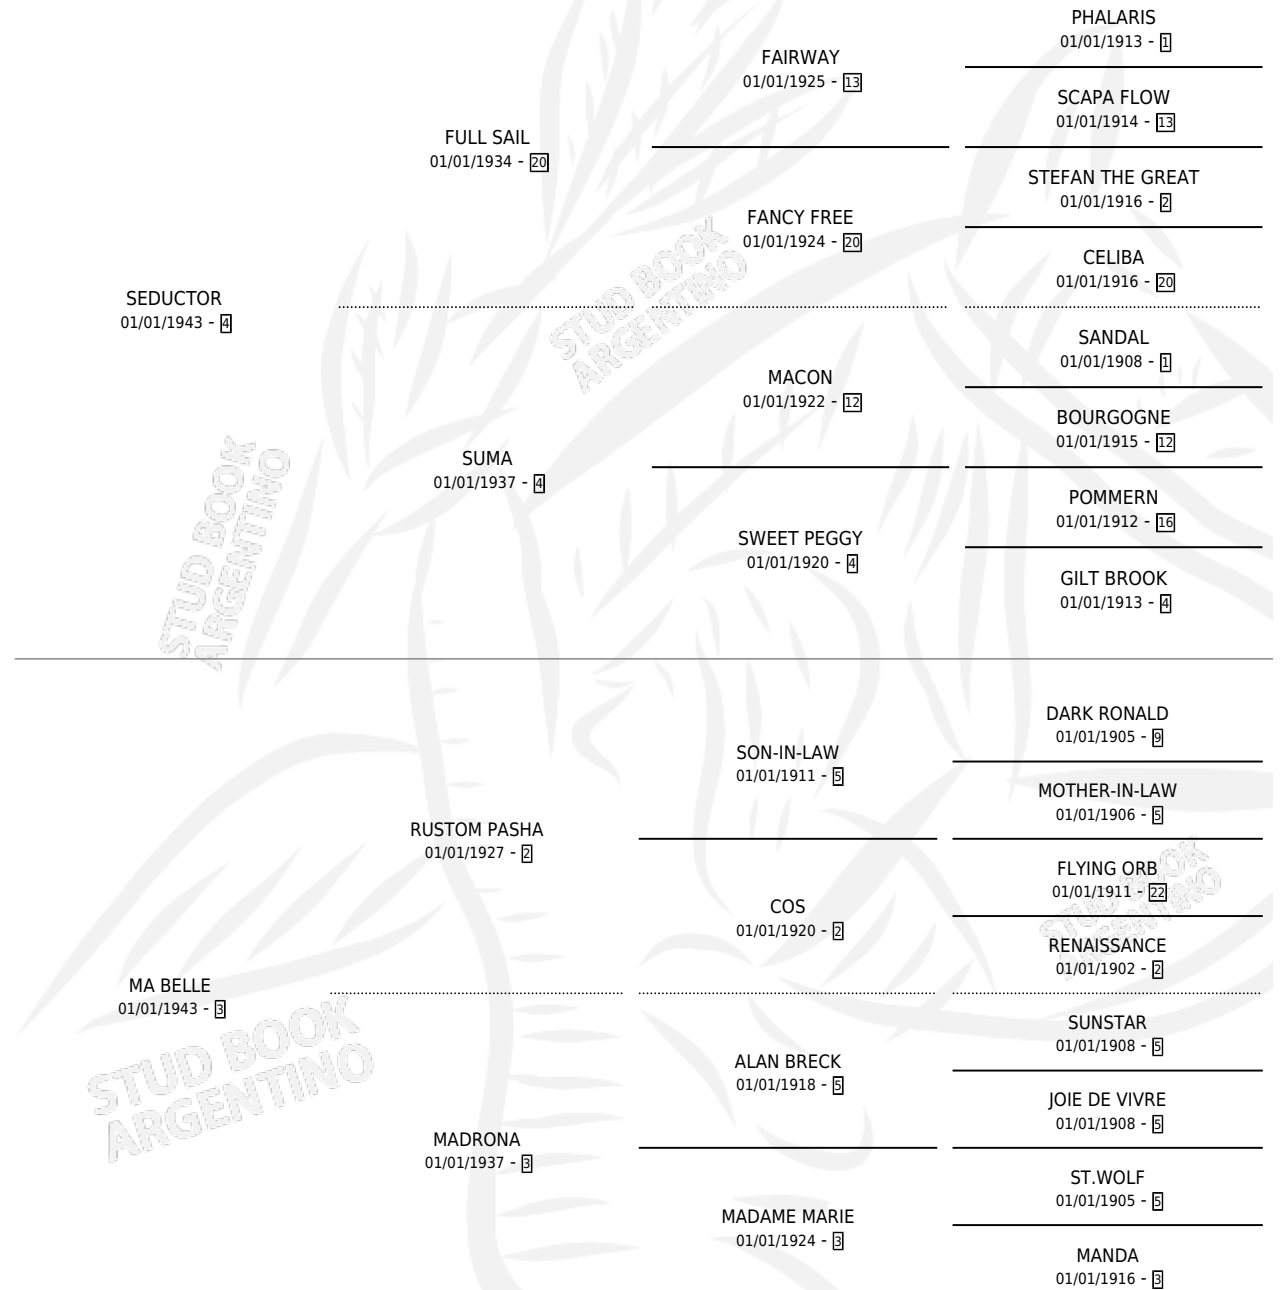 PHALARIS
01/01/1913 - 1
FAIRWAY
01/01/1925 - 13
SCAPA FLOW
01/01/1914 - 13
FULL SAIL
01/01/1934 - 20
STEFAN THE GREAT
01/01/1916 - 2
FANCY FREE
01/01/1924 - 20
CELIBA
01/01/1916 - 20
SEDUCTOR
01/01/1943 - 4
STUD BOOK
ARGENTINO
SANDAL
01/01/1908 - 1
MACON
01/01/1922 - 12
BOURGOGNE
01/01/1915 - 12
SUMA
01/01/1937 - 4
POMMERN
01/01/1912 - 16
SWEET PEGGY
01/01/1920 - 4
GILT BROOK
01/01/1913 - 4
STUD BOOK
ARGENTINO
DARK RONALD
01/01/1905 - 9
SON-IN-LAW
01/01/1911 - 5
MOTHER-IN-LAW
01/01/1906 - 5
RUSTOM PASHA
01/01/1927 - 2
FLYING ORB
01/01/1911 - 22
COS
01/01/1920 - 2
STUD BOOK
ARGENTINO
RENAISSANCE
01/01/1902 - 2
MA BELLE
01/01/1943 - 3
STUD BOOK
ARGENTINO
SUNSTAR
01/01/1908 - 5
ALAN BRECK
01/01/1918 - 5
JOIE DE VIVRE
01/01/1908 - 5
MADRONA
01/01/1937 - 3
ST.WOLF
01/01/1905 - 5
MADAME MARIE
01/01/1924 - 3
MANDA
01/01/1916 - 3